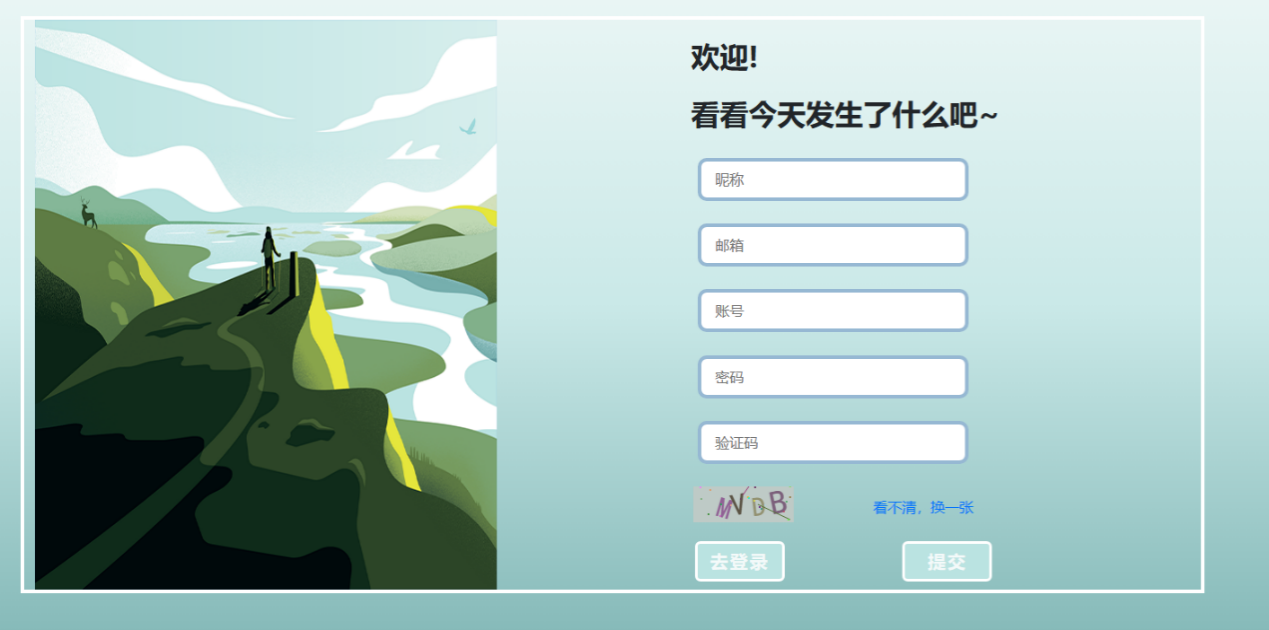 欢迎!
看看今天发生了什么吧~
昵称
邮箱
账号
密码
验证码
MVDB 看不清，换一张
去登录 提交